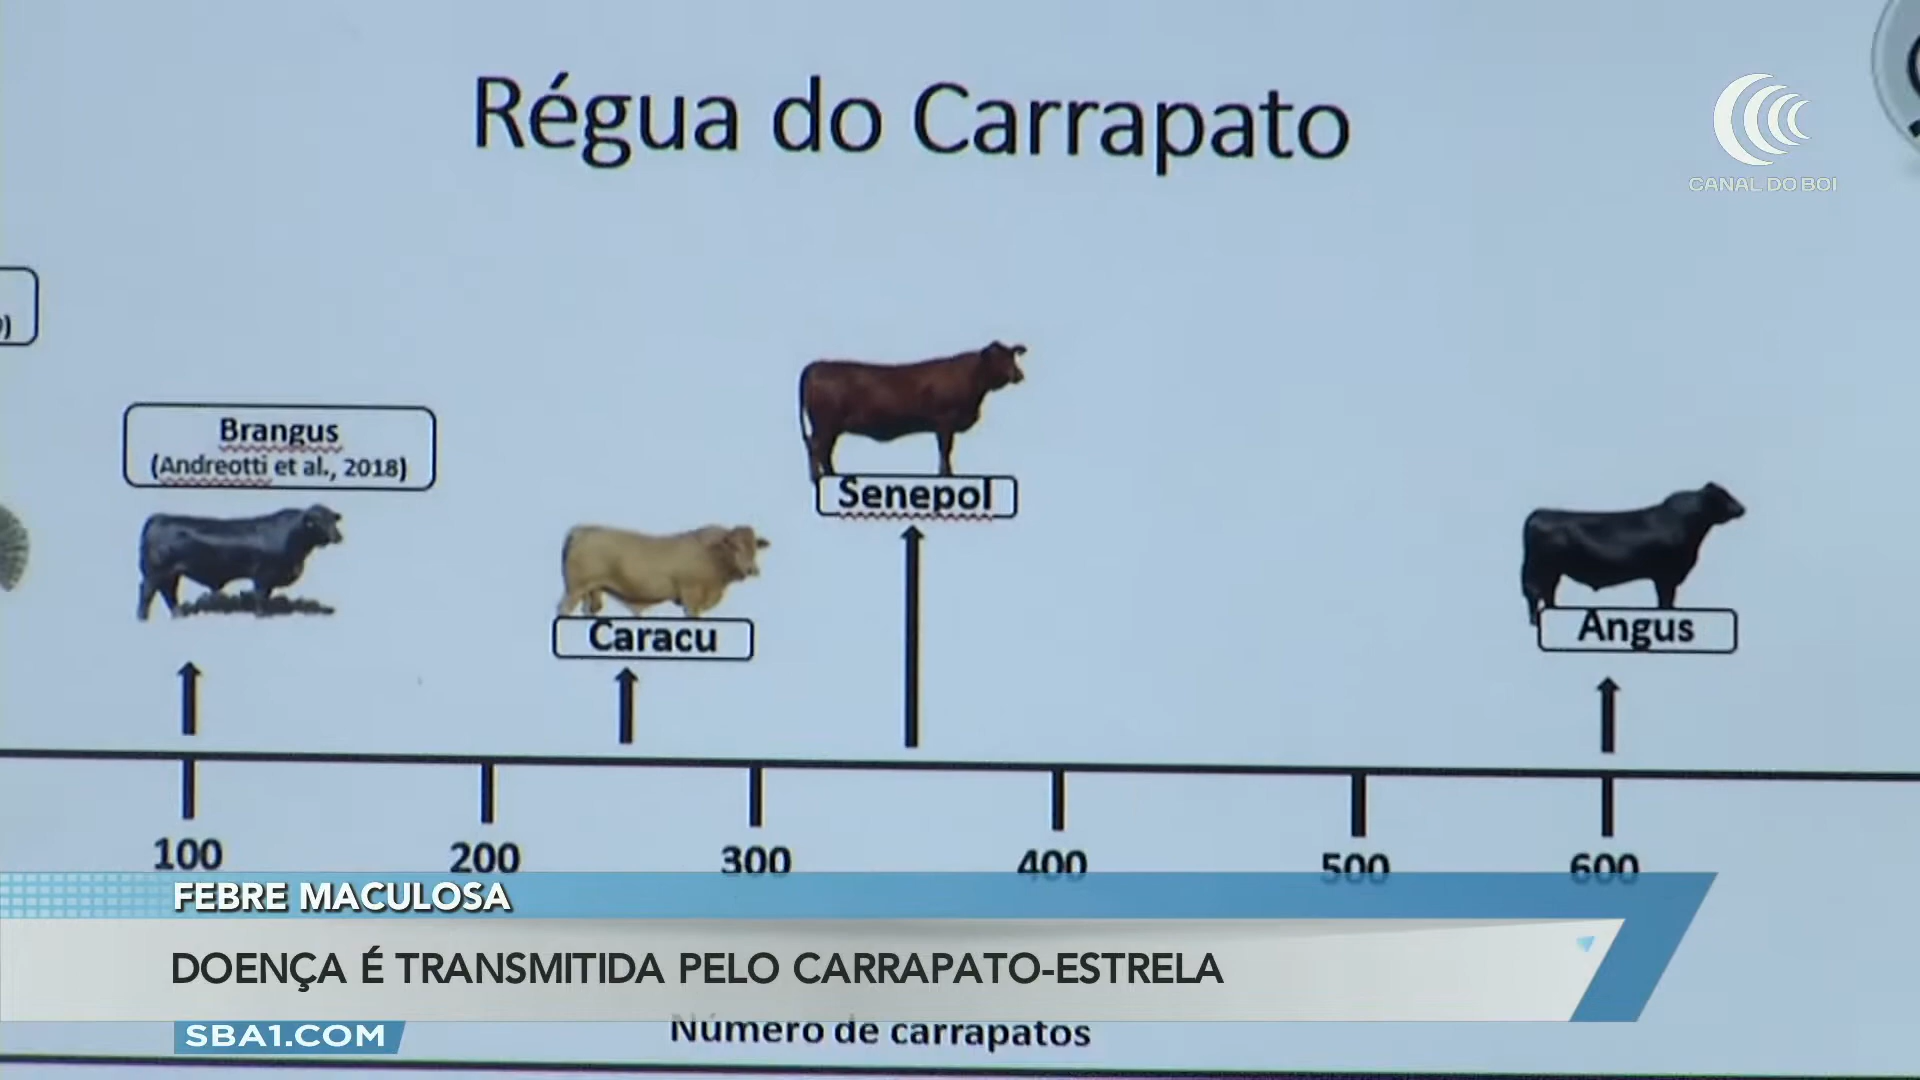 Régua do Carrapato
CANAL DO BOI
Brangus
(Andreotti et al., 2018)
Senepol
Caracu
Angus
100 200 300 400 500 600
FEBRE MACULOSA
DOENÇA É TRANSMITIDA PELO CARRAPATO-ESTRELA
SBA1.COM
Número de carrapatos